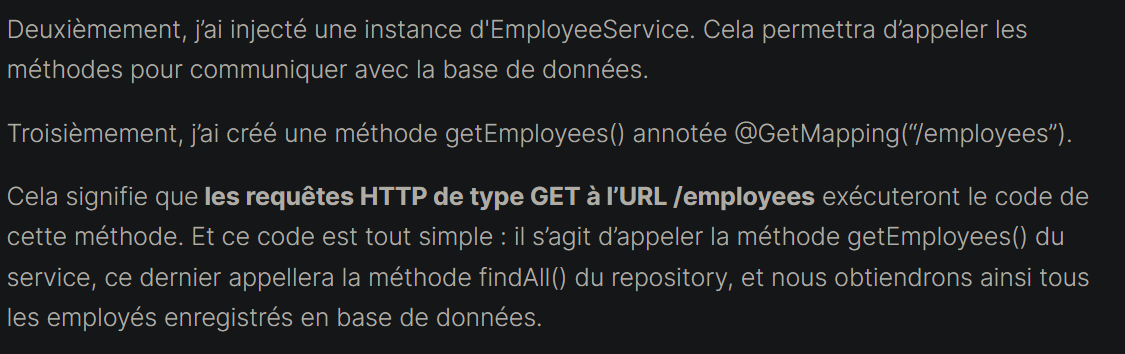 Deuxièmement, j’ai injecté une instance d'EmployeeService. Cela permettra d’appeler les
méthodes pour communiquer avec la base de données.
Troisièmement, j’ai créé une méthode getEmployees() annotée @GetMapping(“/employees”).
Cela signifie que les requêtes HTTP de type GET à l’URL /employees exécuteront le code de
cette méthode. Et ce code est tout simple : il s’agit d’appeler la méthode getEmployees() du
service, ce dernier appellera la méthode findAll() du repository, et nous obtiendrons ainsi tous
les employés enregistrés en base de données.